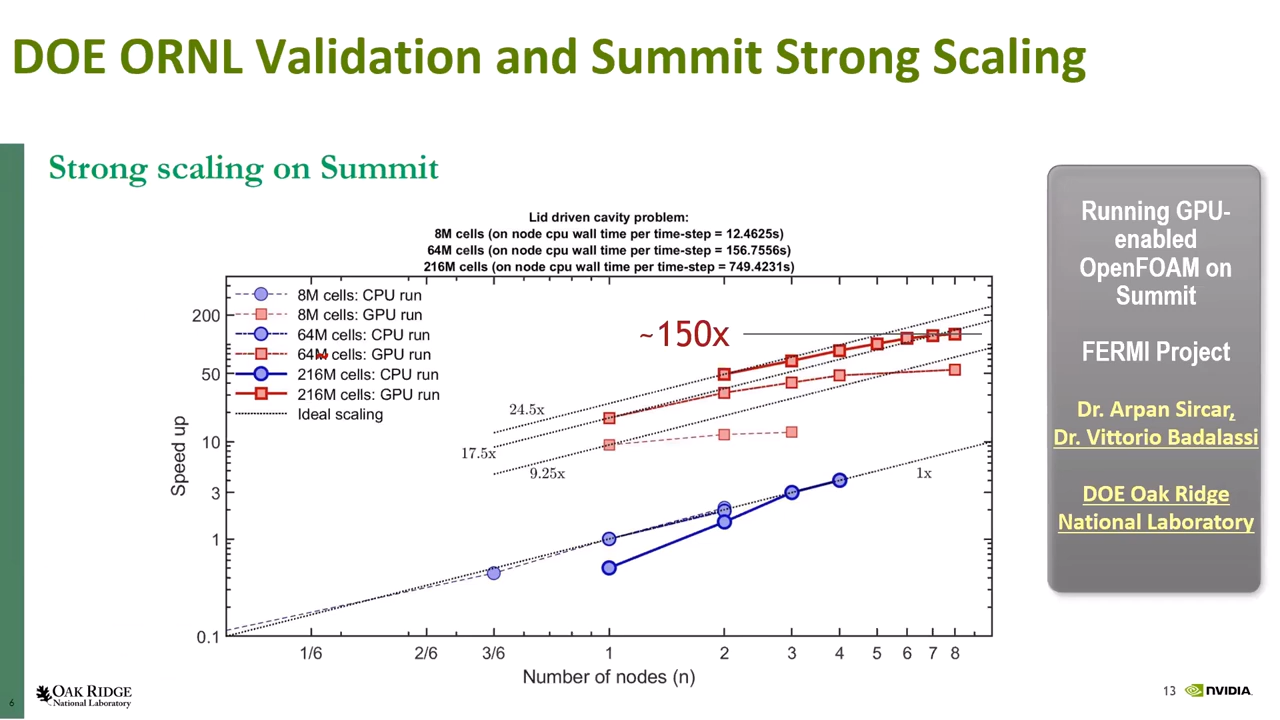 DOE ORNL Validation and Summit Strong Scaling
Strong scaling on Summit
Lid driven cavity problem:
8M cells (on node cpu wall time per time-step = 12.4625s)
64M cells (on node cpu wall time per time-step = 156.7556s)
216M cells (on node cpu wall time per time-step = 749.4231s)
8M cells: CPU run
8M cells: GPU run
64M cells: CPU run
64M cells: GPU run
216M cells: CPU run
216M cells: GPU run
Ideal scaling
~150x
24.5x
17.5x
9.25x
1x
Speed up
200
50
10
3
1
0.1
1/6
2/6
3/6
1
2
3
4
5
6
7
8
Number of nodes (n)
Running GPU-
enabled
OpenFOAM on
Summit
FERMI Project
Dr. Arpan Sircar,
Dr. Vittorio Badalassi
DOE Oak Ridge
National Laboratory
6
OAK RIDGE
National Laboratory
13
NVIDIA.